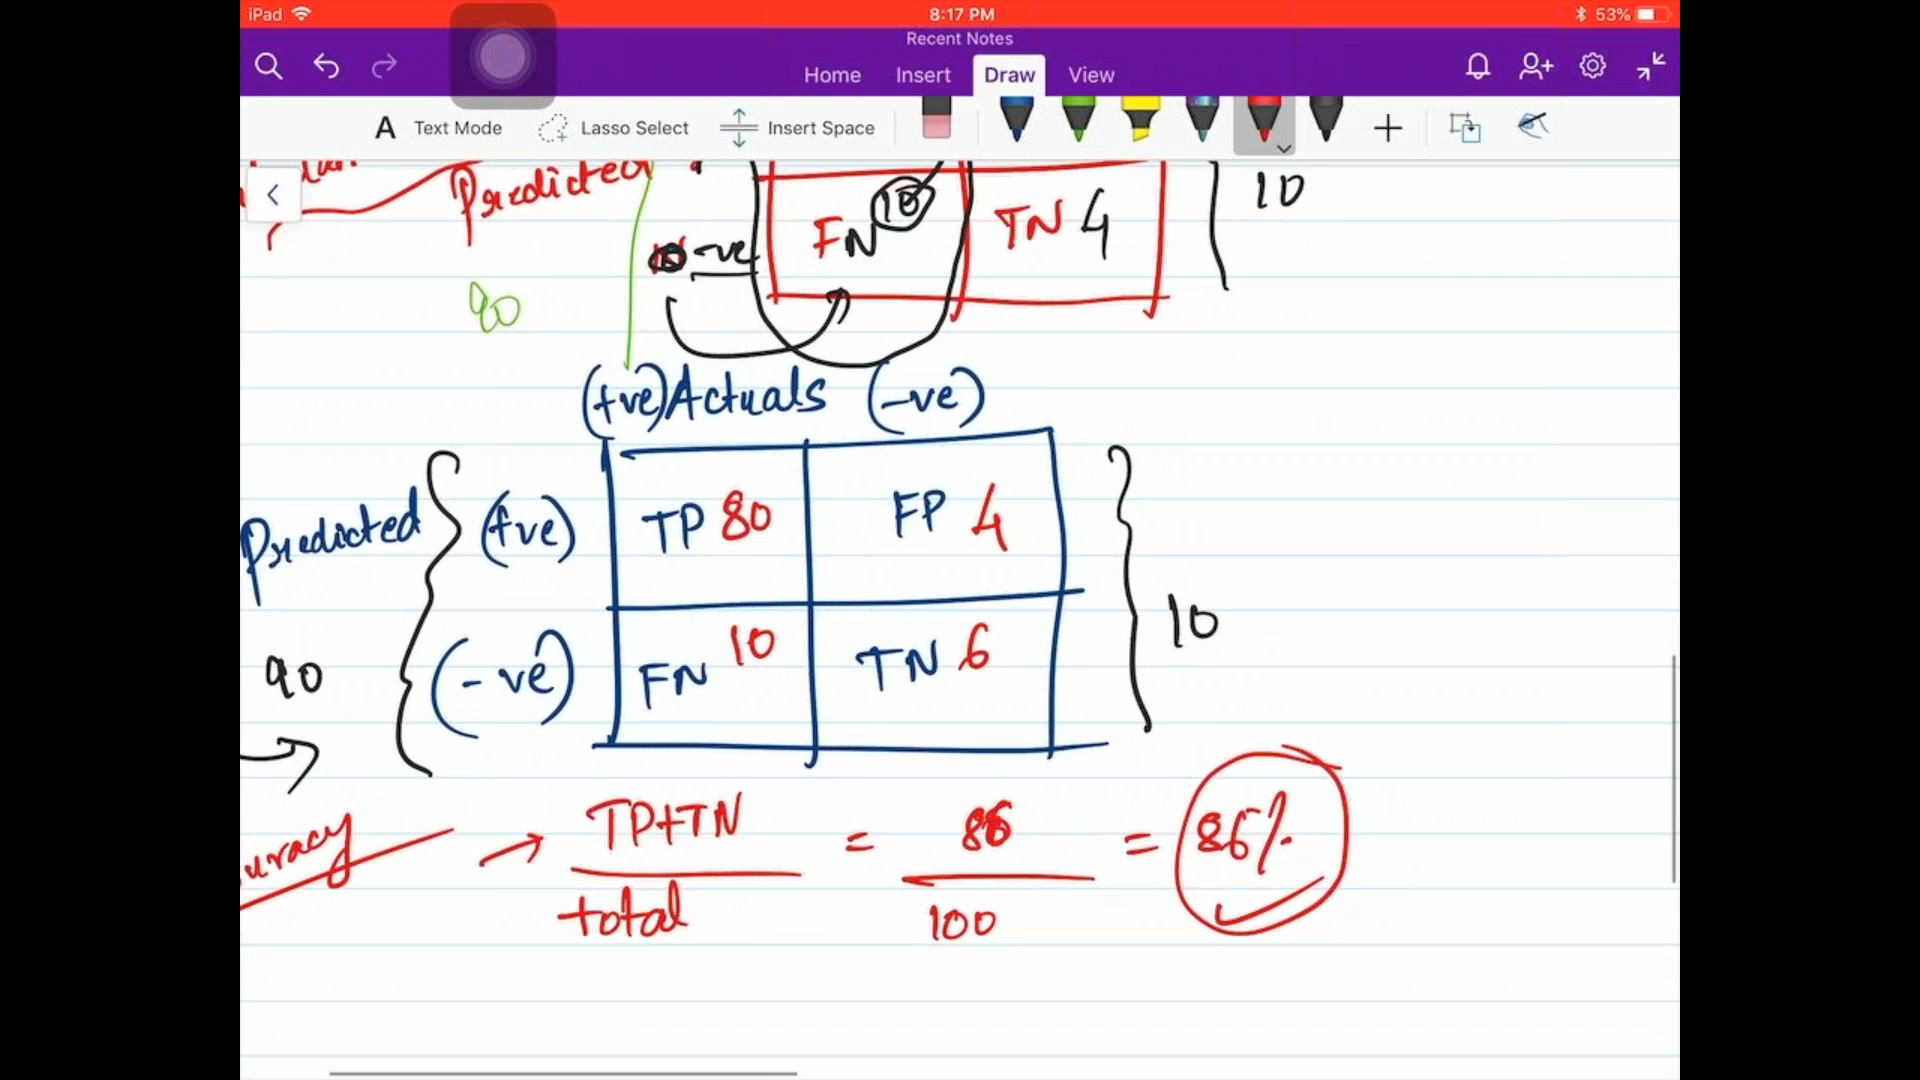 iPad 8:17 PM 53%
Recent Notes
Home Insert Draw View
A Text Mode Lasso Select Insert Space
Predicted
10
FN 10 TN 4
-ve
90
(+ve) Actuals (-ve)
Predicted (+ve) TP 80 FP 4
10
90 (-ve) FN 10 TN 6
uracy → TP+TN = 86 = 86%
total 100